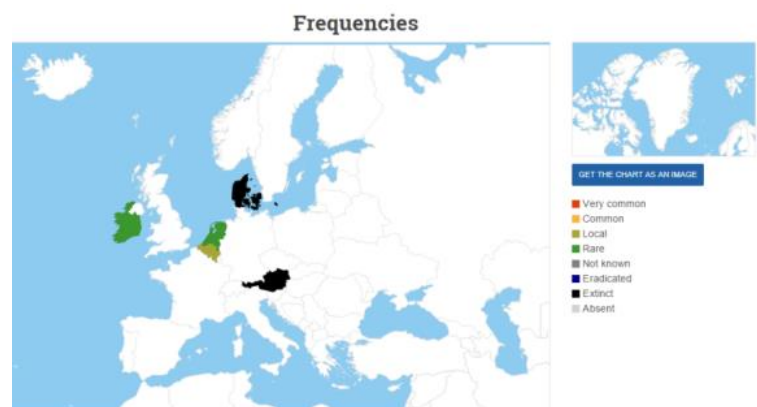 Frequencies
GET THE CHART AS AN IMAGE
Very common
Common
Local
Rare
Not known
Eradicated
Extinct
Absent